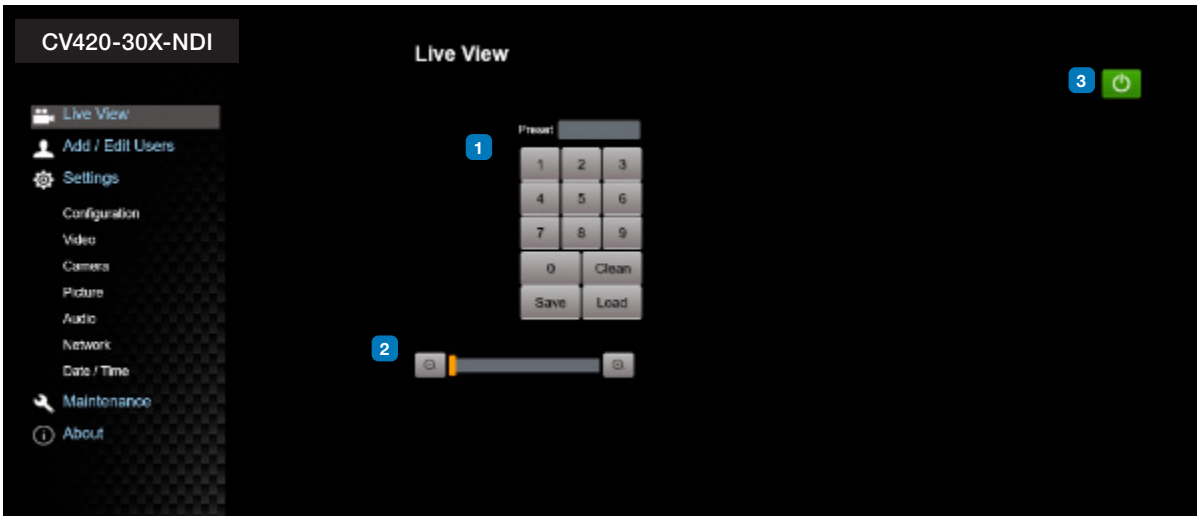 CV420-30X-NDI
Live View
3
Live View
Add / Edit Users
Settings
Configuration
Video
Camera
Picture
Audio
Network
Date / Time
Maintenance
About
1
Preset
1 2 3
4 5 6
7 8 9
0 Clean
Save Load
2